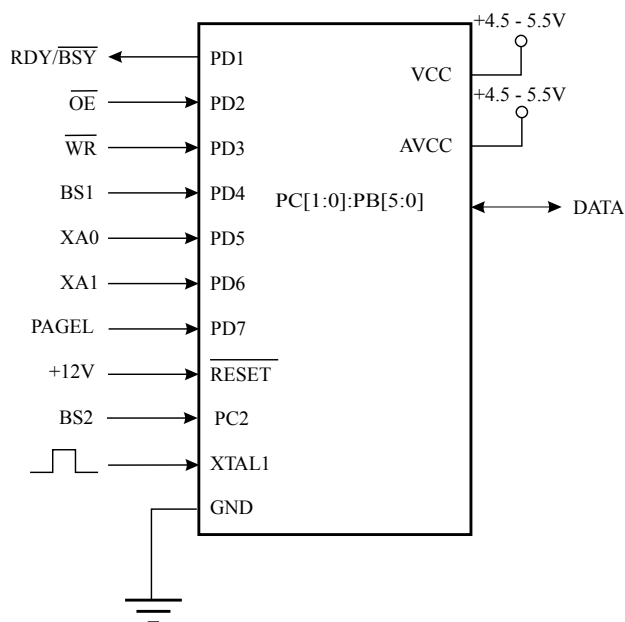 +4.5 - 5.5V
RDY/BSY PD1
VCC
OE PD2
+4.5 - 5.5V
WR PD3
AVCC
BS1 PD4
PC[1:0]:PB[5:0]
DATA
XA0 PD5
XA1 PD6
PAGEL PD7
+12V RESET
BS2 PC2
XTAL1
GND